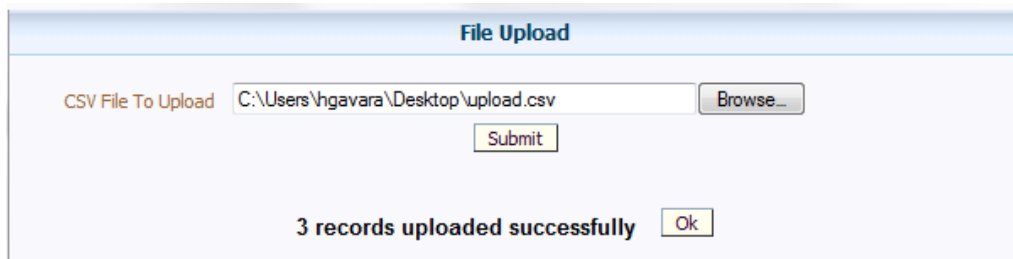 File Upload
CSV File To Upload C:\Users\hgavara\Desktop\upload.csv Browse...
Submit
3 records uploaded successfully Ok